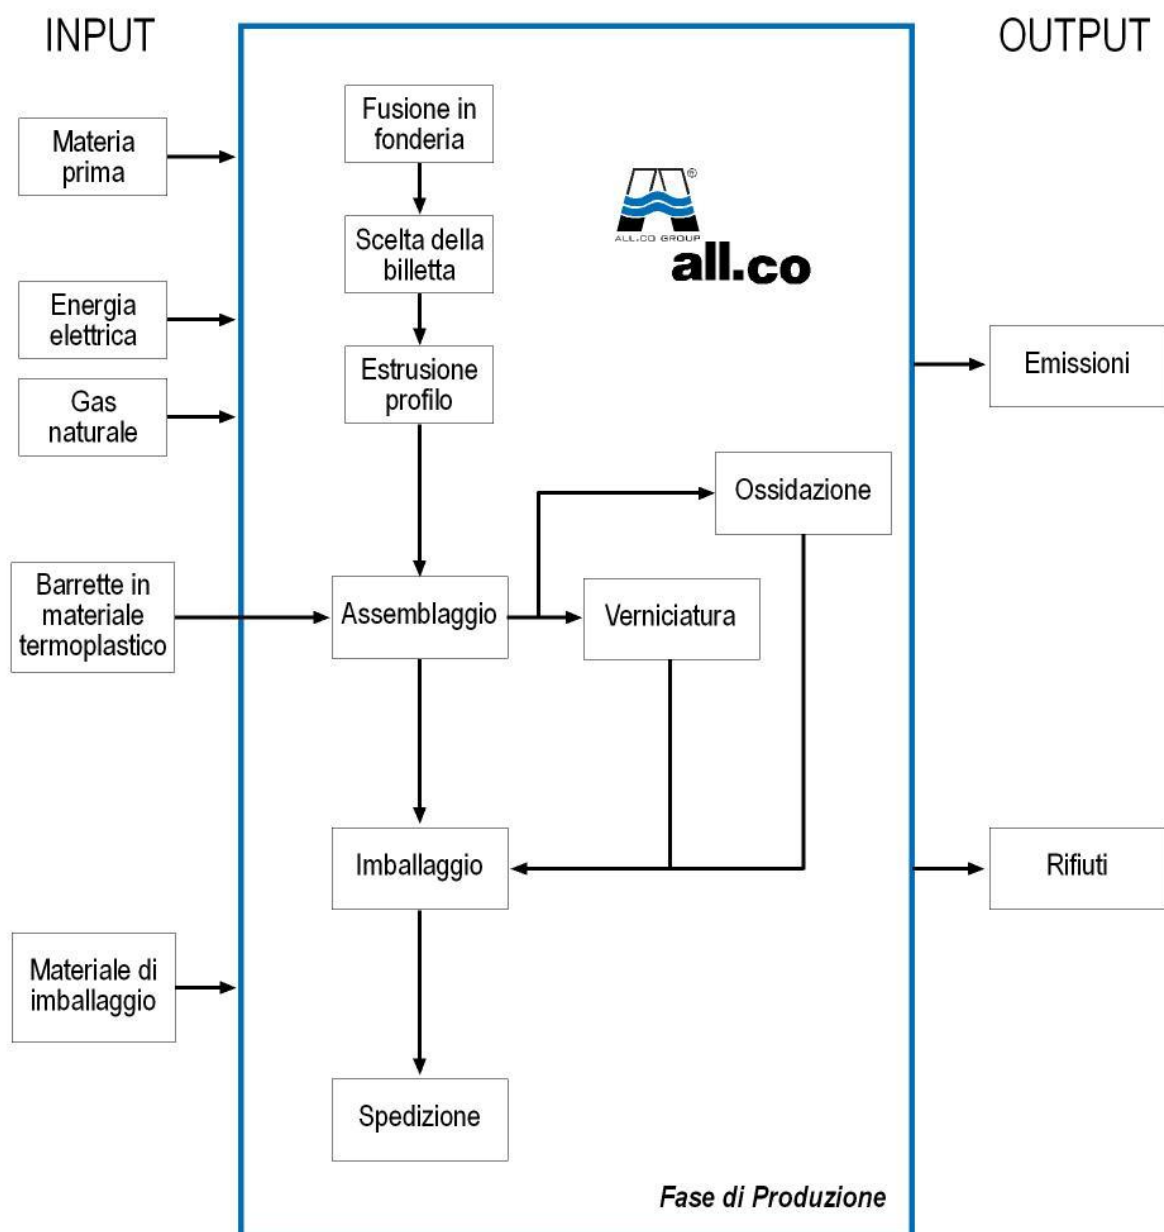 INPUT
OUTPUT
Fusione in
fonderia
Materia
prima
®
ALL.CO GROUP
all.co
Scelta della
billetta
Energia
elettrica
Estrusione
profilo
Emissioni
Gas
naturale
Ossidazione
Barrette in
materiale
termoplastico
Assemblaggio
Verniciatura
Imballaggio
Rifiuti
Materiale di
imballaggio
Spedizione
Fase di Produzione